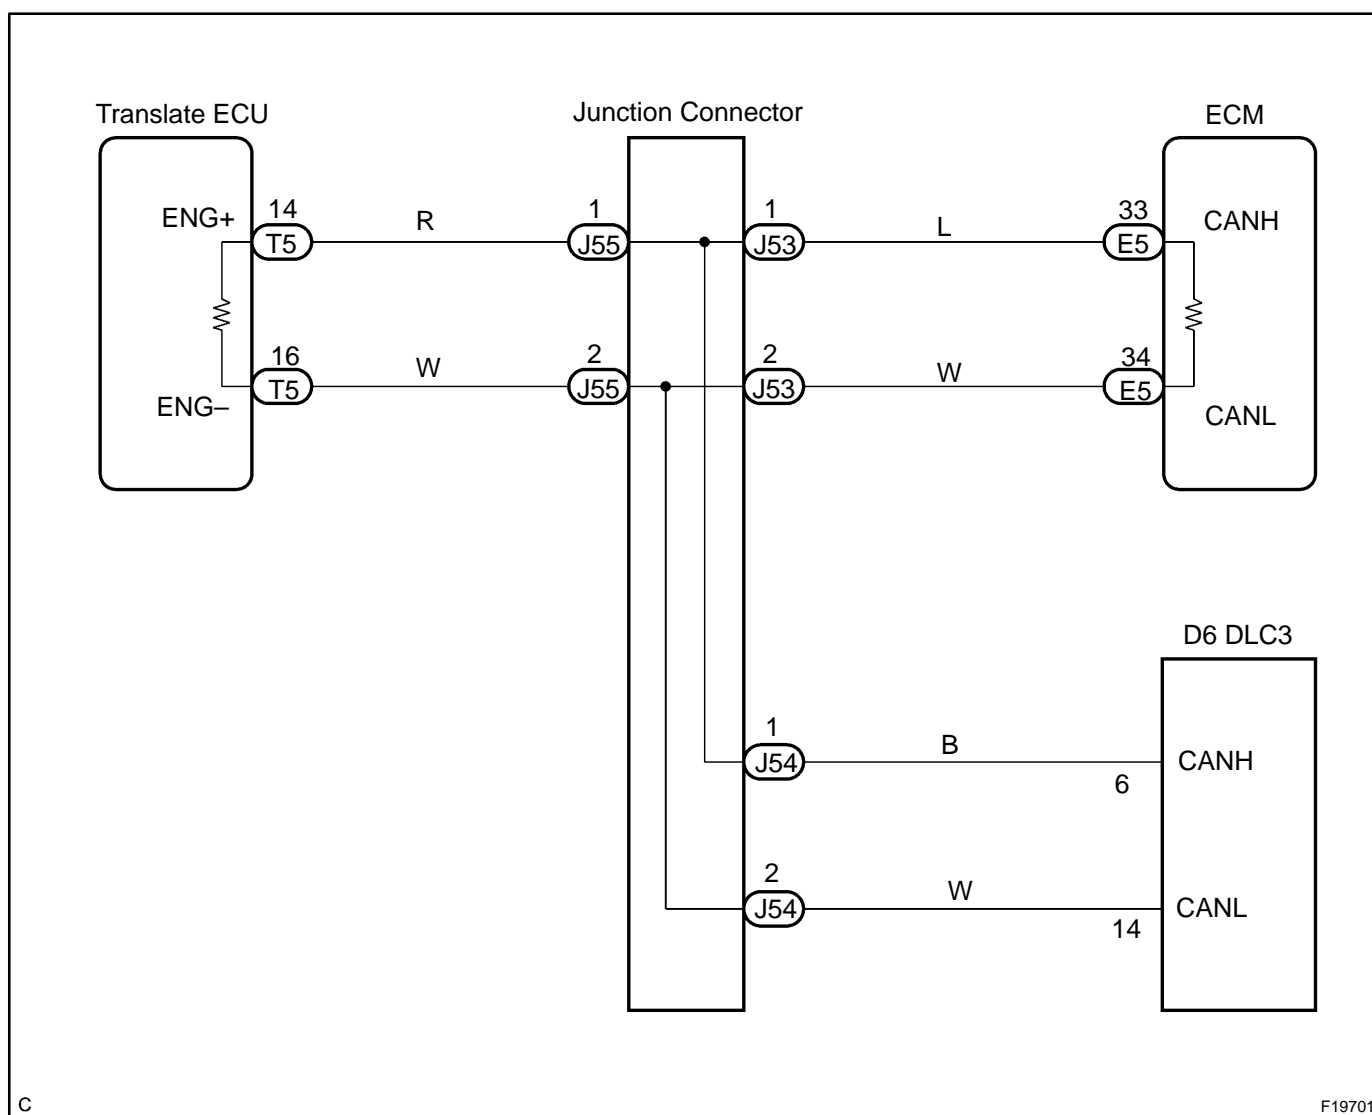 Translate ECU
Junction Connector
ECM
ENG+
14
T5
R
1
J55
1
J53
L
33
E5
CANH
16
T5
ENG–
W
2
J55
2
J53
W
34
E5
CANL
D6 DLC3
1
J54
B
6
CANH
2
J54
W
14
CANL
C
F19701